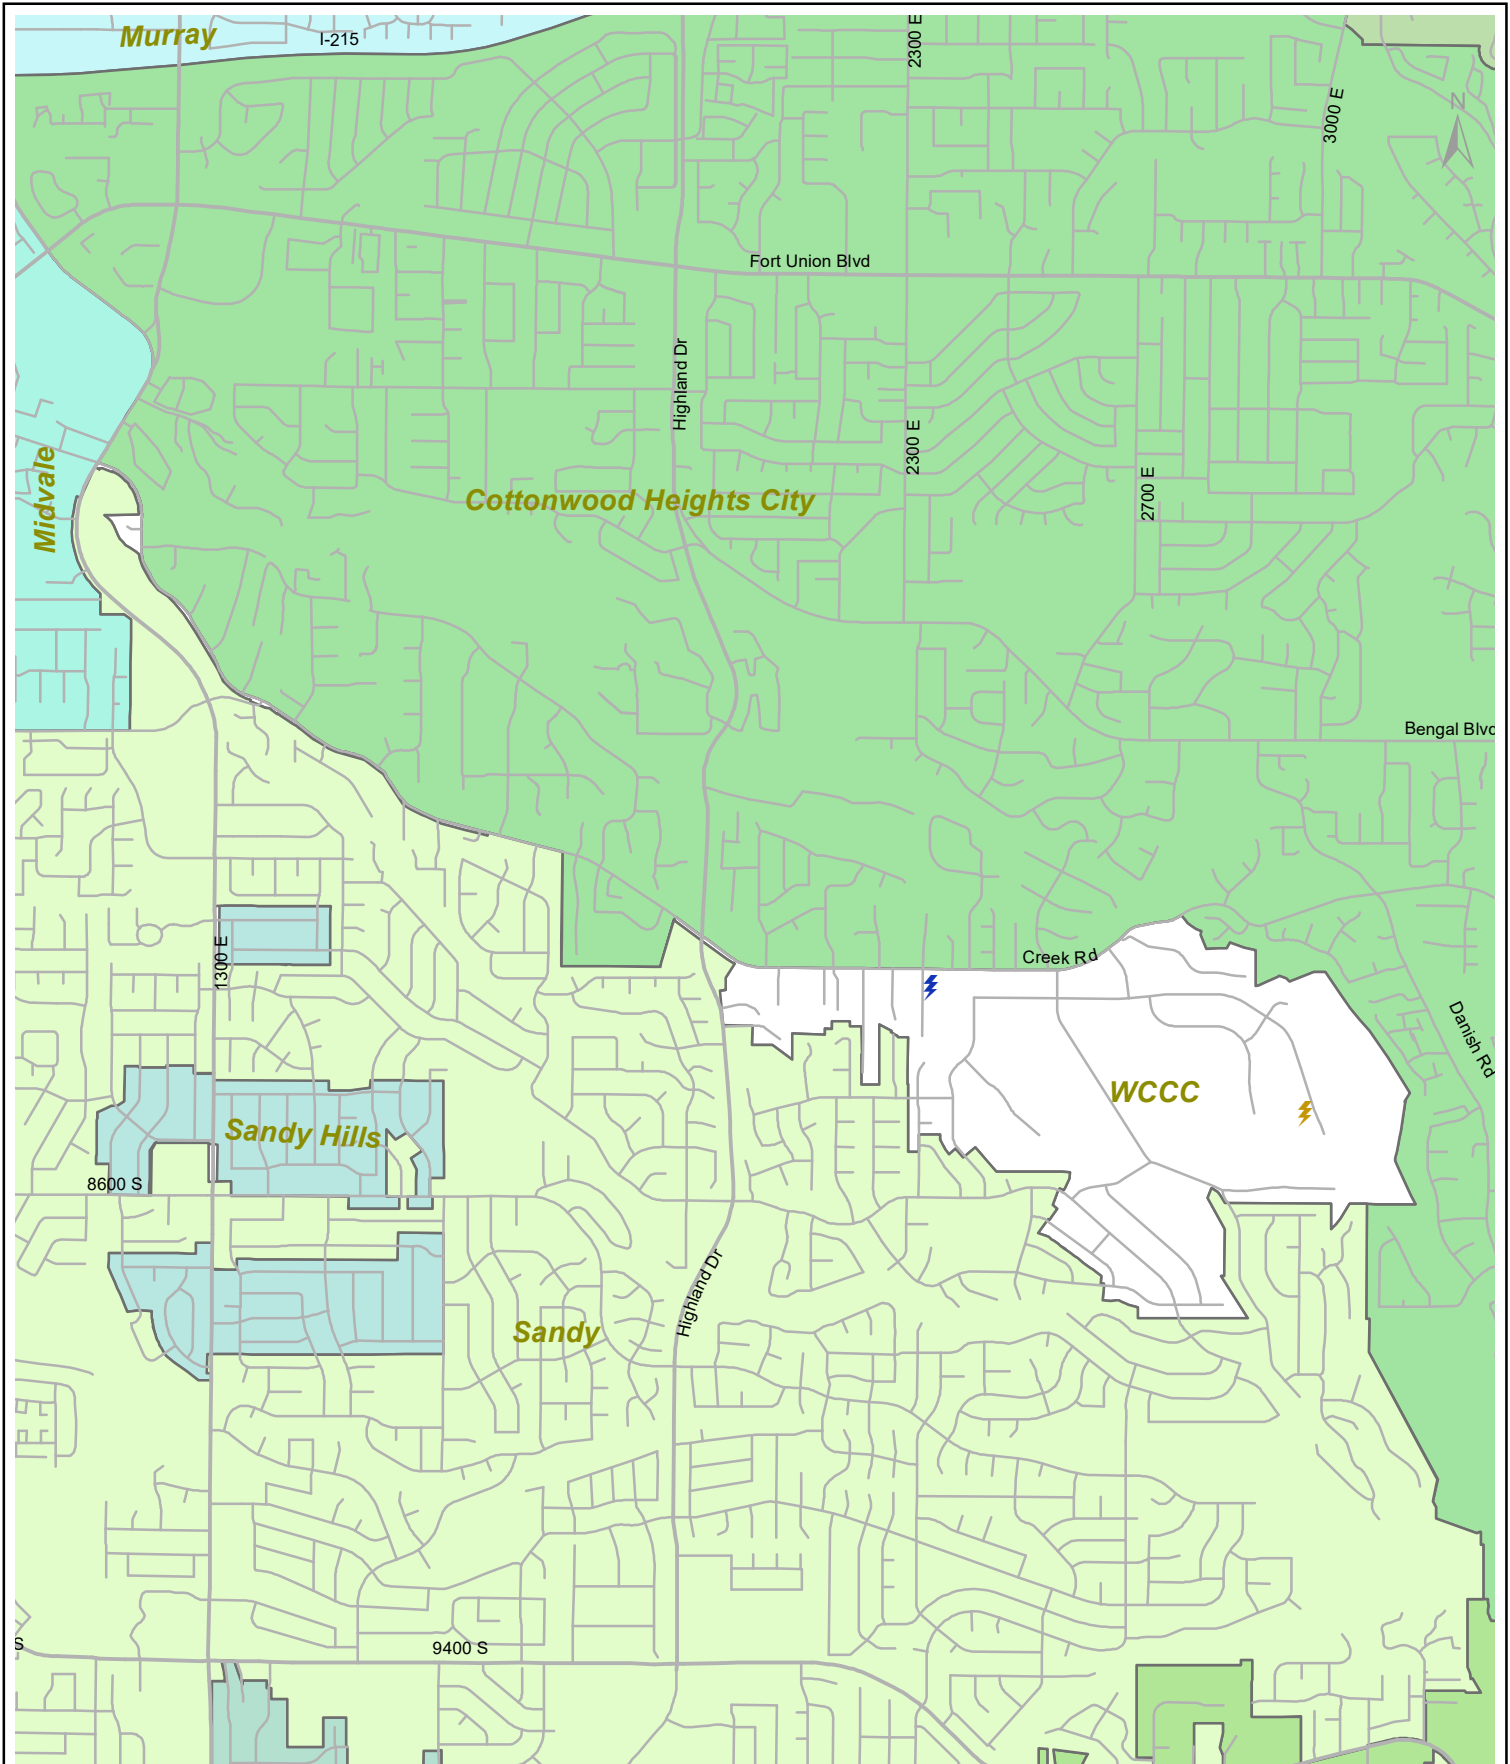 Murray
I-215
2300 E
3000 E
N
Fort Union Blvd
Highland Dr
2300 E
Midvale
Cottonwood Heights City
2700 E
Bengal Blvd
1300 E
Creek Rd
Danish Rd
WCCC
Sandy Hills
8600 S
Highland Dr
Sandy
S
9400 S